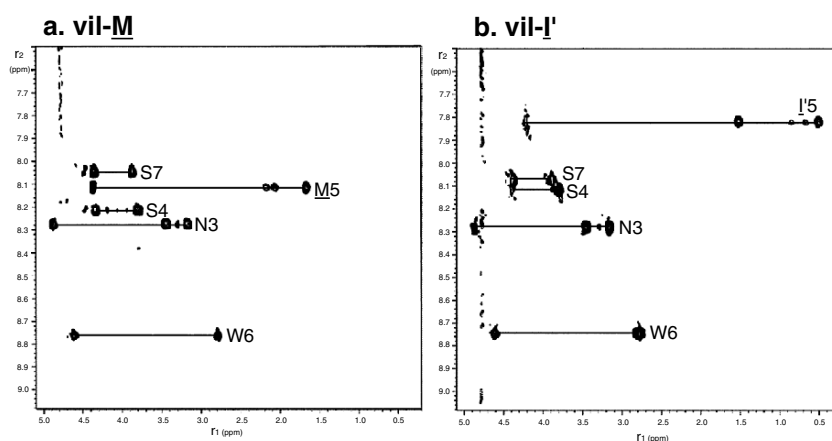 a. vil-M
r2
(ppm)
7.7
7.8
7.9
8.0
8.1
8.2
8.3
8.4
8.5
8.6
8.7
8.8
8.9
9.0
S7
M5
S4
N3
W6
5.0
4.5
4.0
3.5
3.0
2.5
2.0
1.5
1.0
0.5
r1 (ppm)
b. vil-I'
r2
(ppm)
7.7
7.8
7.9
8.0
8.1
8.2
8.3
8.4
8.5
8.6
8.7
8.8
8.9
9.0
I'5
S7
S4
N3
W6
5.0
4.5
4.0
3.5
3.0
2.5
2.0
1.5
1.0
0.5
r1 (ppm)